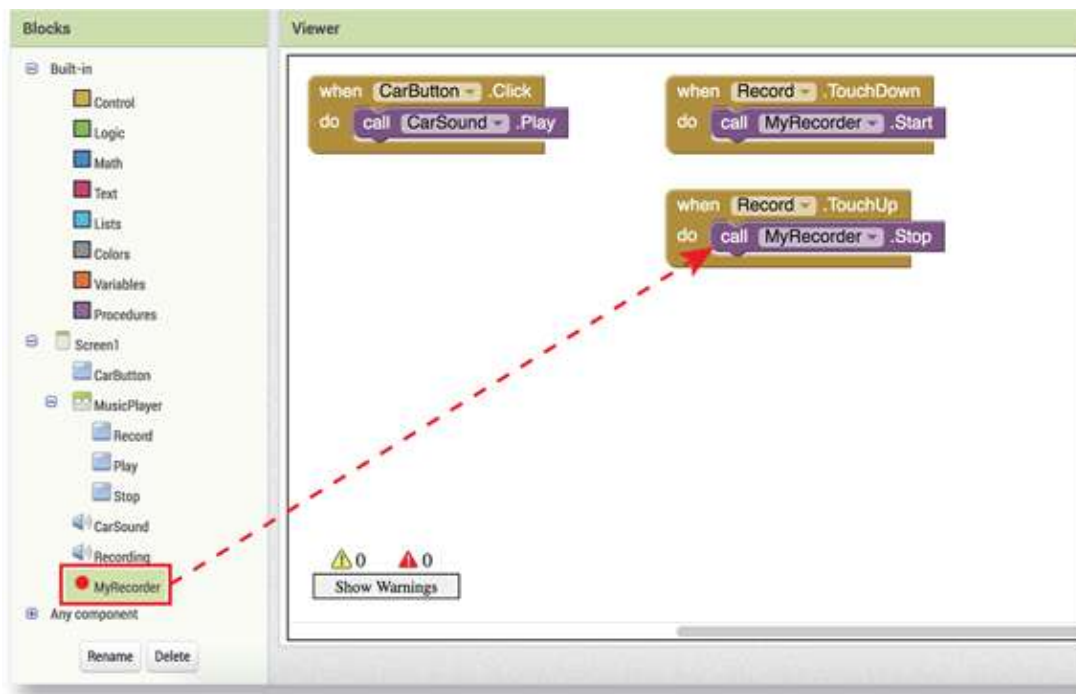 Blocks
Built-in
Control
Logic
Math
Text
Lists
Colors
Variables
Procedures
Screen1
CarButton
MusicPlayer
Record
Play
Stop
CarSound
Recording
MyRecorder
Any component
Rename Delete
Viewer
when CarButton .Click
do call CarSound .Play
when Record .TouchDown
do call MyRecorder .Start
when Record .TouchUp
do call MyRecorder .Stop
0 0
Show Warnings